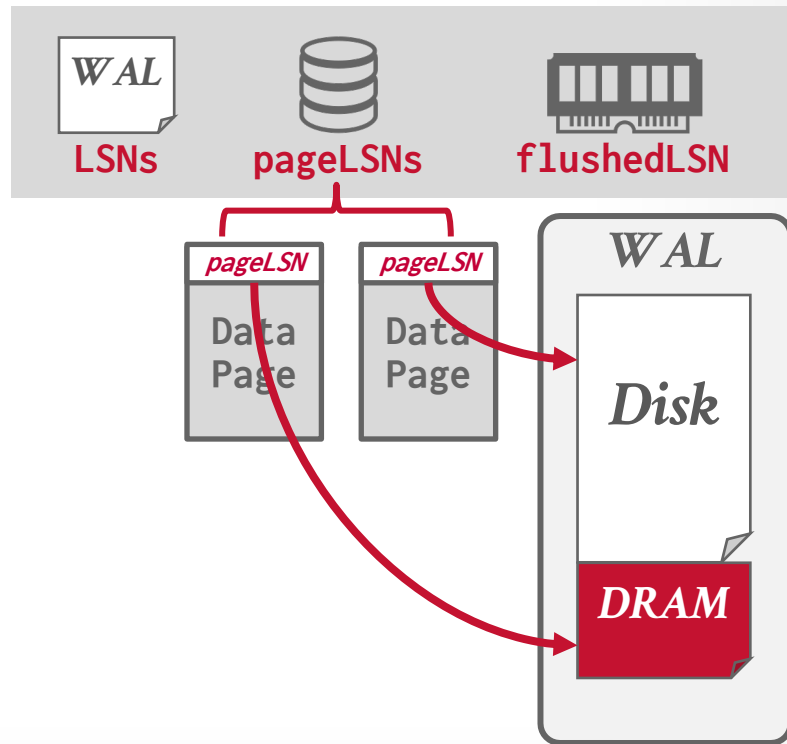 WAL
LSNs
pageLSNs
flushedLSN
pageLSN
Data
Page
pageLSN
Data
Page
WAL
Disk
DRAM